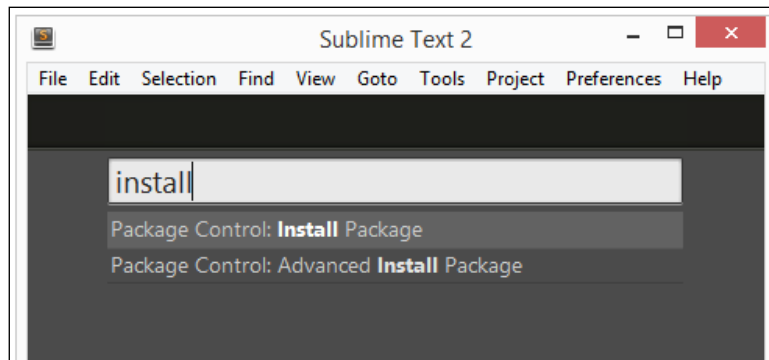 Sublime Text 2
File Edit Selection Find View Goto Tools Project Preferences Help
install
Package Control: Install Package
Package Control: Advanced Install Package